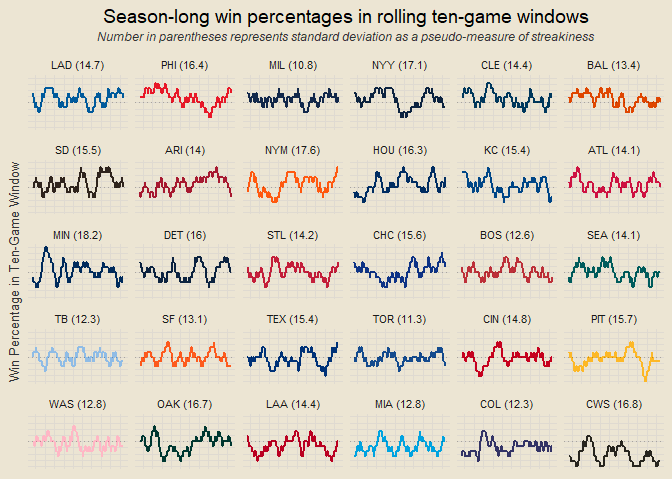 Season-long win percentages in rolling ten-game windows
Number in parentheses represents standard deviation as a pseudo-measure of streakiness
Win Percentage in Ten-Game Window
LAD (14.7)
PHI (16.4)
MIL (10.8)
NYY (17.1)
CLE (14.4)
BAL (13.4)
SD (15.5)
ARI (14)
NYM (17.6)
HOU (16.3)
KC (15.4)
ATL (14.1)
MIN (18.2)
DET (16)
STL (14.2)
CHC (15.6)
BOS (12.6)
SEA (14.1)
TB (12.3)
SF (13.1)
TEX (15.4)
TOR (11.3)
CIN (14.8)
PIT (15.7)
WAS (12.8)
OAK (16.7)
LAA (14.4)
MIA (12.8)
COL (12.3)
CWS (16.8)